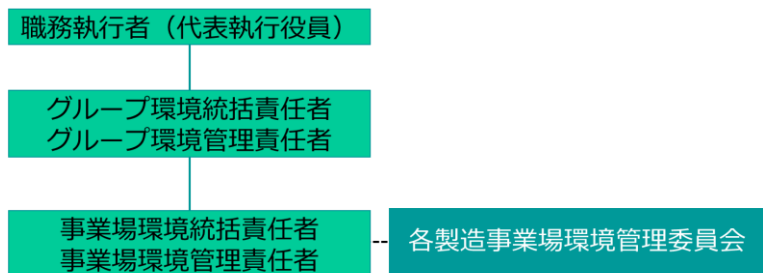 職務執行者（代表執行役員）
グループ環境統括責任者
グループ環境管理責任者
事業場環境統括責任者
事業場環境管理責任者
各製造事業場環境管理委員会